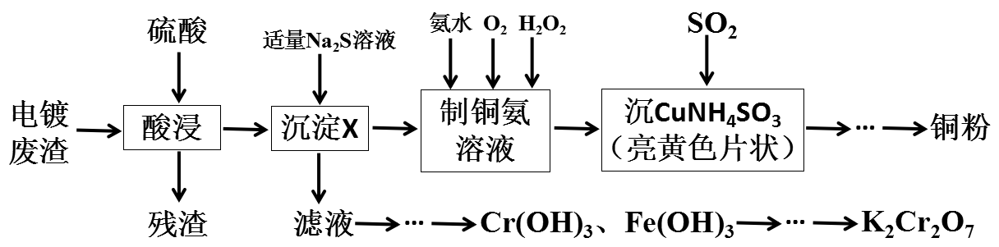 硫酸
适量Na₂S溶液
氨水 O₂ H₂O₂
SO₂
电镀
废渣
酸浸
沉淀X
制铜氨
溶液
沉CuNH₄SO₃
（亮黄色片状）
···
铜粉
残渣
滤液
···
Cr(OH)₃、Fe(OH)₃
···
K₂Cr₂O₇